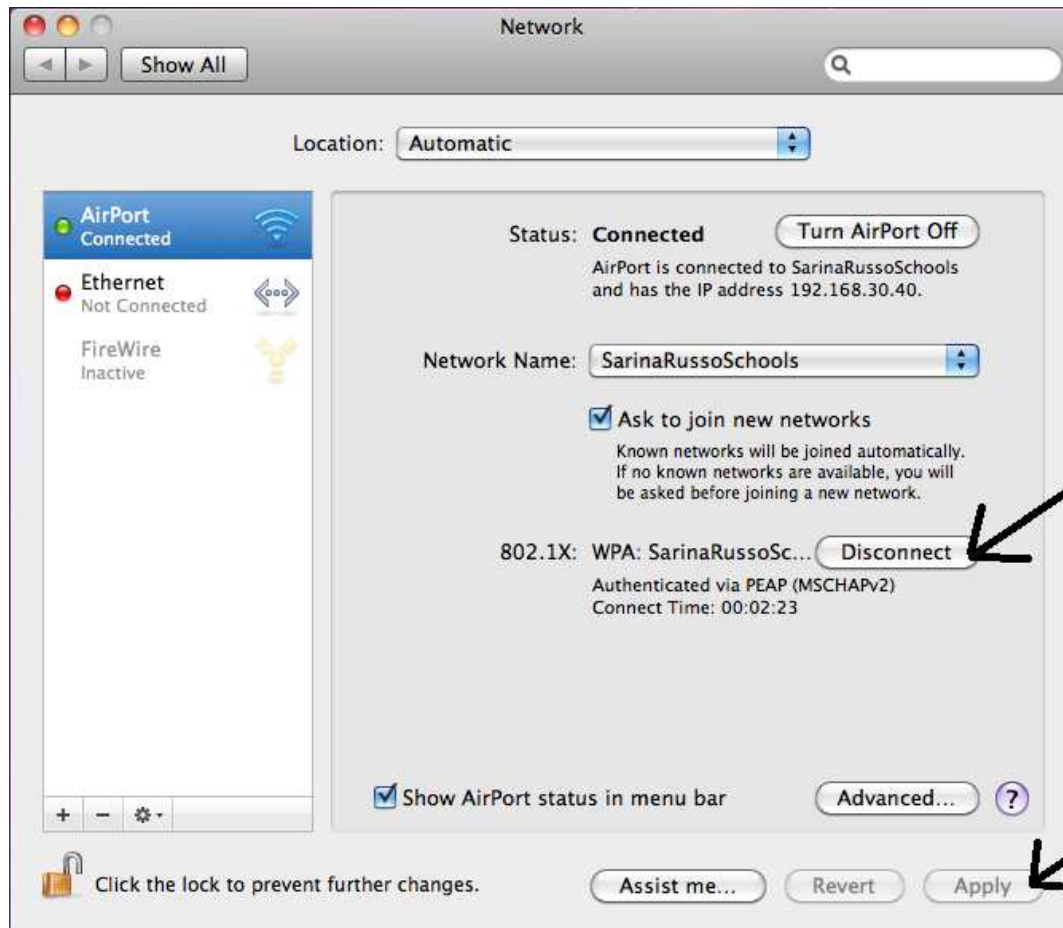 Network
Show All
Location: Automatic
AirPort
Connected
Ethernet
Not Connected
FireWire
Inactive
Status: Connected
Turn AirPort Off
AirPort is connected to SarinaRussoSchools
and has the IP address 192.168.30.40.
Network Name: SarinaRussoSchools
Ask to join new networks
Known networks will be joined automatically.
If no known networks are available, you will
be asked before joining a new network.
802.1X: WPA: SarinaRussoSc... Disconnect
Authenticated via PEAP (MSCHAPv2)
Connect Time: 00:02:23
Show AirPort status in menu bar
Advanced... ?
+ −
Click the lock to prevent further changes.
Assist me... Revert Apply